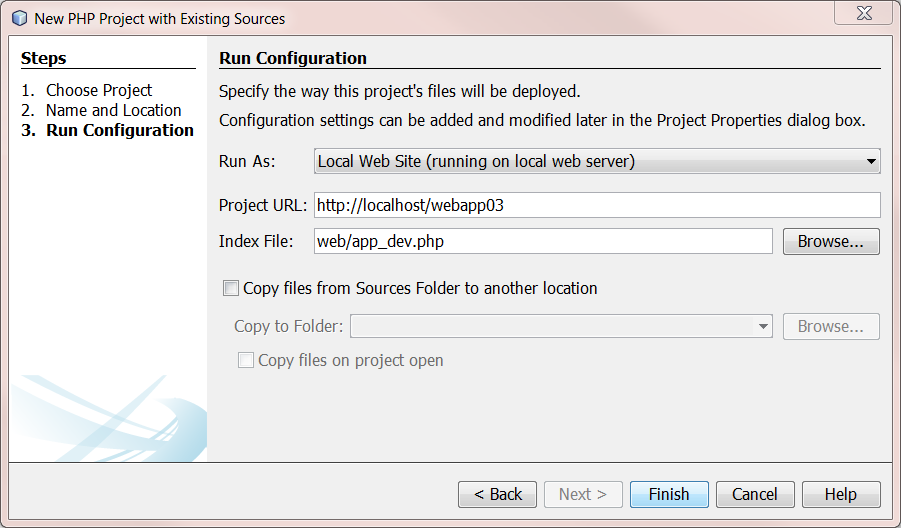 New PHP Project with Existing Sources
Steps
1. Choose Project
2. Name and Location
3. Run Configuration
Run Configuration
Specify the way this project's files will be deployed.
Configuration settings can be added and modified later in the Project Properties dialog box.
Run As: Local Web Site (running on local web server)
Project URL: http://localhost/webapp03
Index File: web/app_dev.php Browse...
Copy files from Sources Folder to another location
Copy to Folder: Browse...
Copy files on project open
< Back Next > Finish Cancel Help